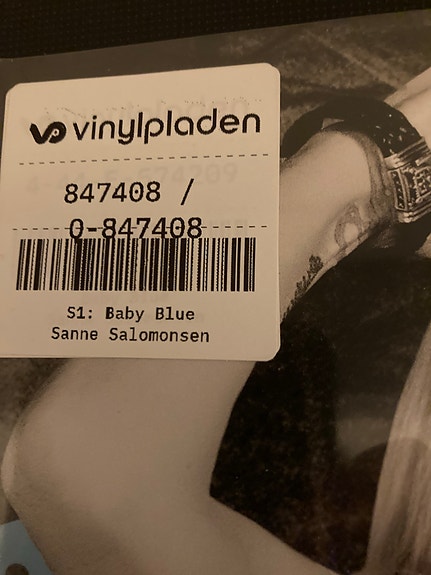 vinylpladen
847408 /
0-847408
S1: Baby Blue
Sanne Salomonsen